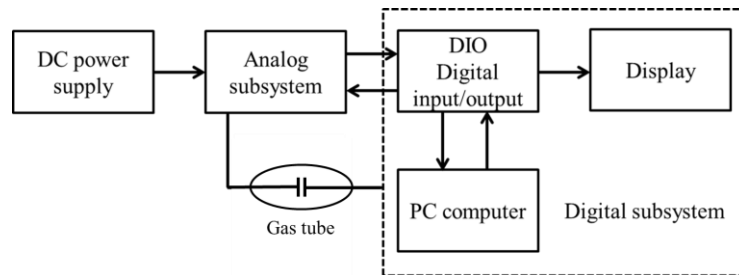 DC power
supply
Analog
subsystem
DIO
Digital
input/output
Display
PC computer
Digital subsystem
Gas tube